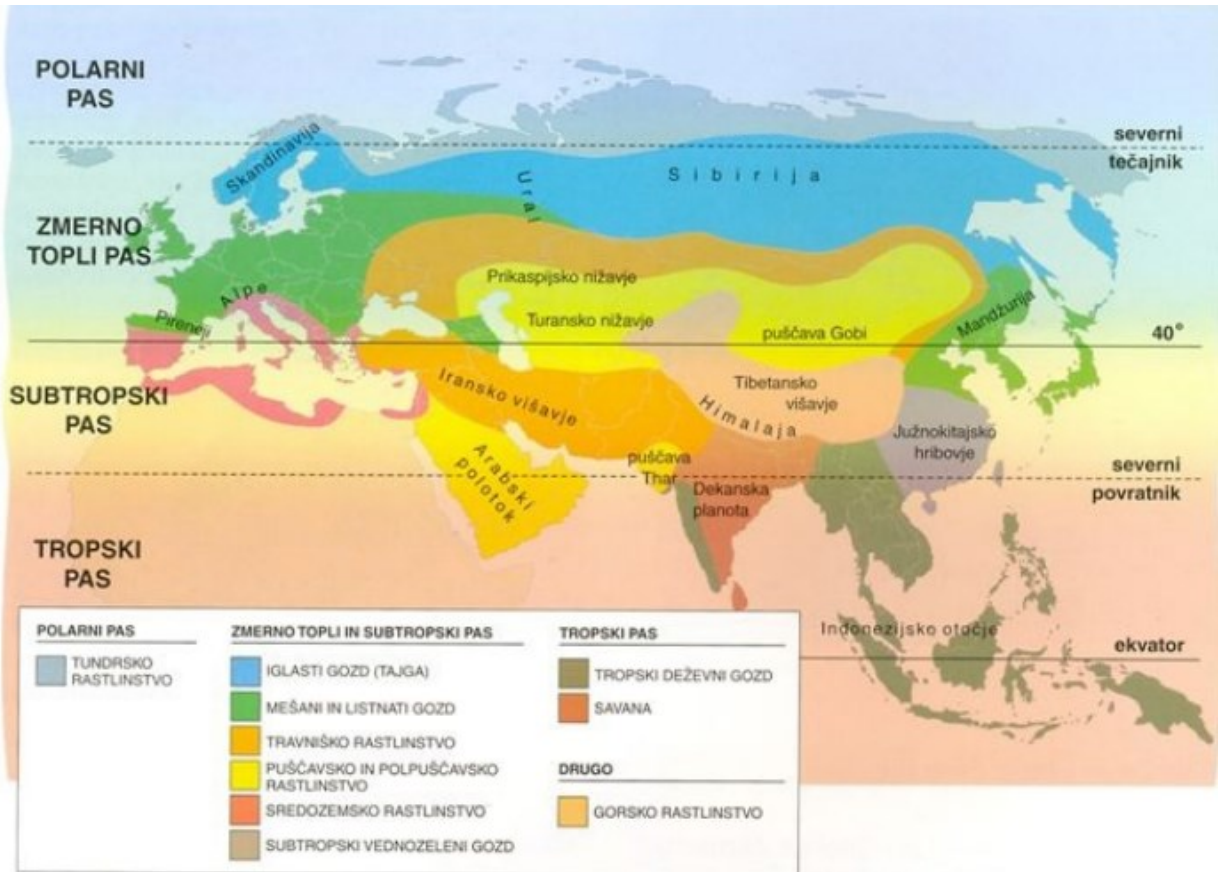 POLARNI
PAS
severni
tečajnik
Skandinavija
Ural
Sibirija
ZMERNO
TOPLI PAS
Prikaspijsko nižavje
Alpe
Pireneji
Turansko nižavje
puščava Gobi
Mandžurija
40°
SUBTROPSKI
PAS
Iransko višavje
Tibetansko
višavje
Himalaja
Južnokitajsko
hribovje
Arabski
polotok
puščava
Thar
Dekanska
planota
severni
povratnik
TROPSKI
PAS
Indonezijsko otočje
ekvator
POLARNI PAS
TUNDRSKO
RASTLINSTVO
ZMERNO TOPLI IN SUBTROPSKI PAS
IGLASTI GOZD (TAJGA)
MEŠANI IN LISTNATI GOZD
TRAVNIŠKO RASTLINSTVO
PUŠČAVSKO IN POLPUŠČAVSKO
RASTLINSTVO
SREDOZEMSKO RASTLINSTVO
SUBTROPSKI VEDNOZELENI GOZD
TROPSKI PAS
TROPSKI DEŽEVNI GOZD
SAVANA
DRUGO
GORSKO RASTLINSTVO